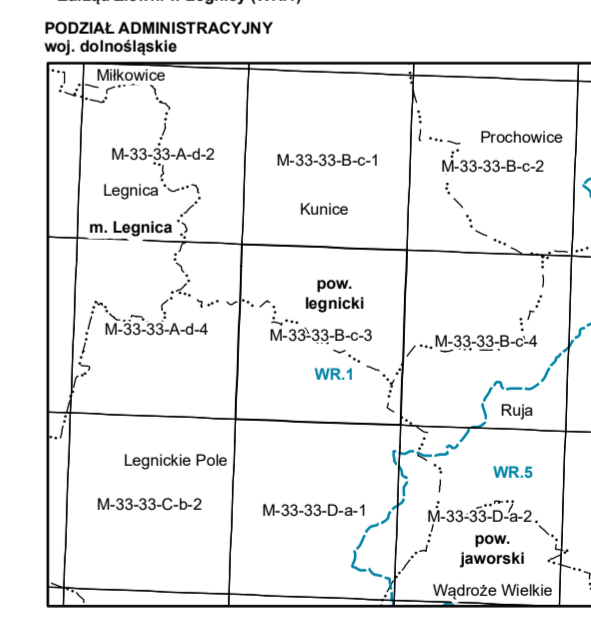 PODZIAŁ ADMINISTRACYJNY
woj. dolnośląskie
Miłkowice
Prochowice
M-33-33-A-d-2
M-33-33-B-c-1
M-33-33-B-c-2
Legnica
Kunice
m. Legnica
pow.
legnicki
M-33-33-A-d-4
M-33-33-B-c-3
M-33-33-B-c-4
WR.1
Ruja
Legnickie Pole
WR.5
M-33-33-C-b-2
M-33-33-D-a-1
M-33-33-D-a-2
pow.
jaworski
Wądroże Wielkie